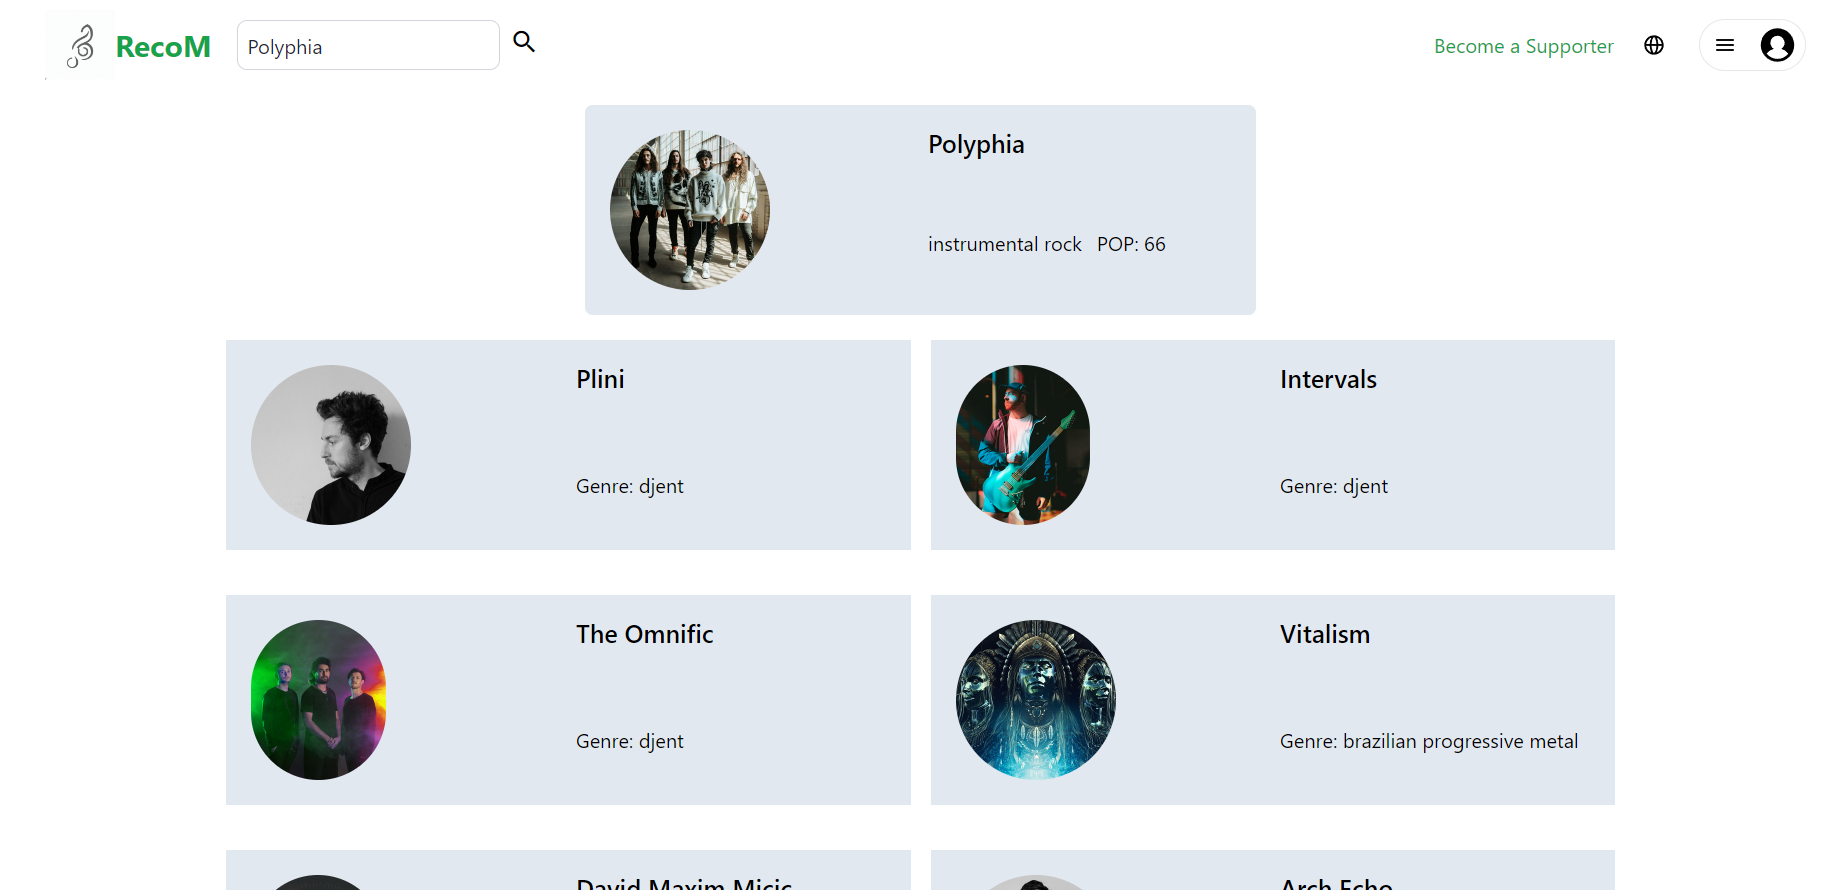 RecoM
Polyphia
Become a Supporter
Polyphia
instrumental rock POP: 66
Plini
Genre: djent
Intervals
Genre: djent
The Omnific
Genre: djent
Vitalism
Genre: brazilian progressive metal
David Maxim Micic
Arch Echo